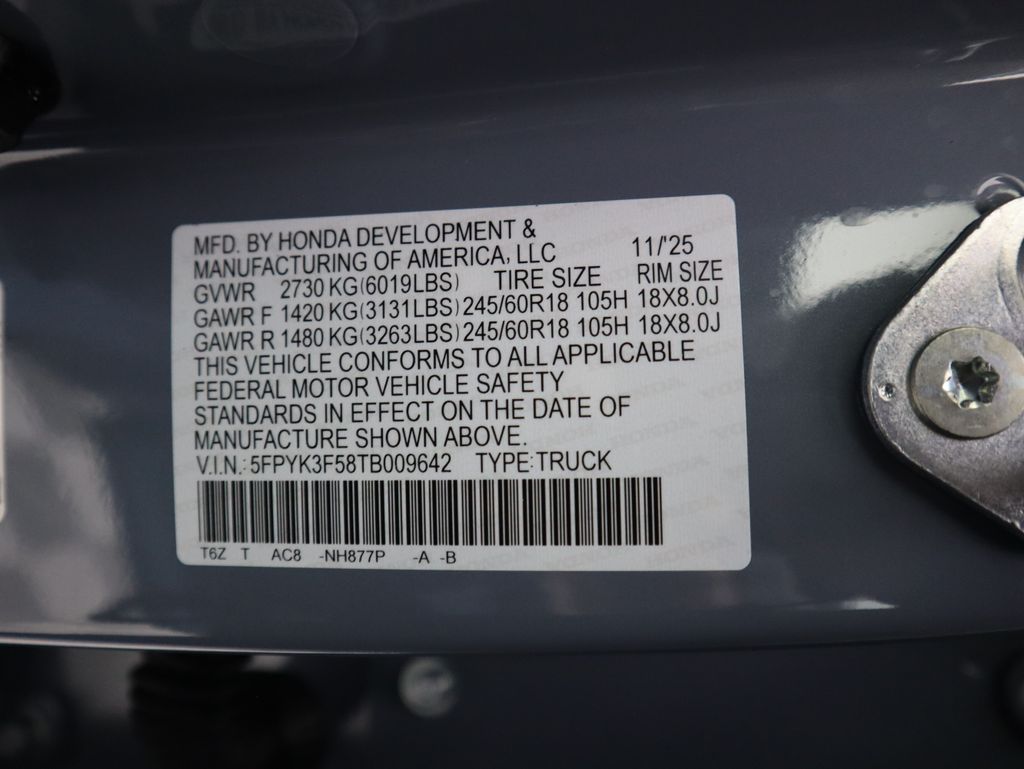 MFD. BY HONDA DEVELOPMENT &
MANUFACTURING OF AMERICA, LLC 11/'25
GVWR 2730 KG(6019LBS) TIRE SIZE RIM SIZE
GAWR F 1420 KG(3131LBS) 245/60R18 105H 18X8.0J
GAWR R 1480 KG(3263LBS) 245/60R18 105H 18X8.0J
THIS VEHICLE CONFORMS TO ALL APPLICABLE
FEDERAL MOTOR VEHICLE SAFETY
STANDARDS IN EFFECT ON THE DATE OF
MANUFACTURE SHOWN ABOVE.
V.I.N.: 5FPYK3F58TB009642 TYPE: TRUCK
T6Z T AC8 -NH877P -A -B